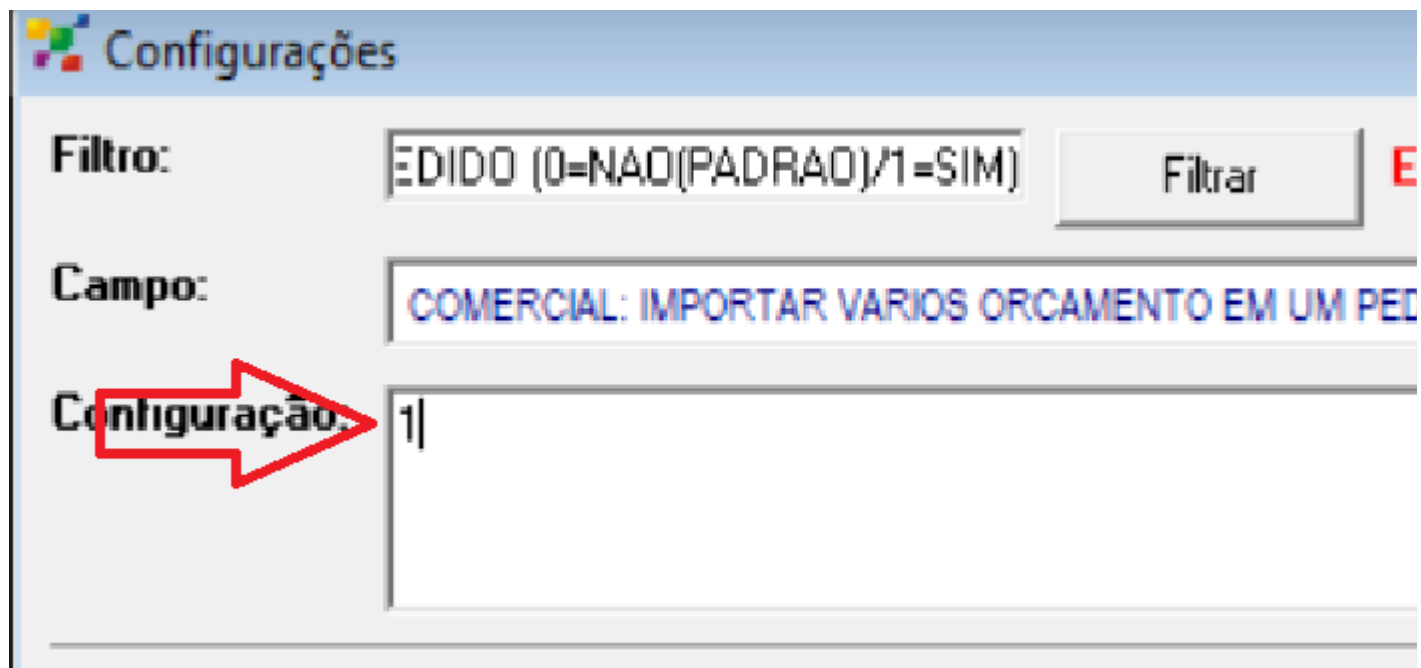 Configurações
Filtro: EDIDO (0=NAO(PADRAO)/1=SIM) Filtrar E
Campo: COMERCIAL: IMPORTAR VARIOS ORCAMENTO EM UM PED
Configuração: 1